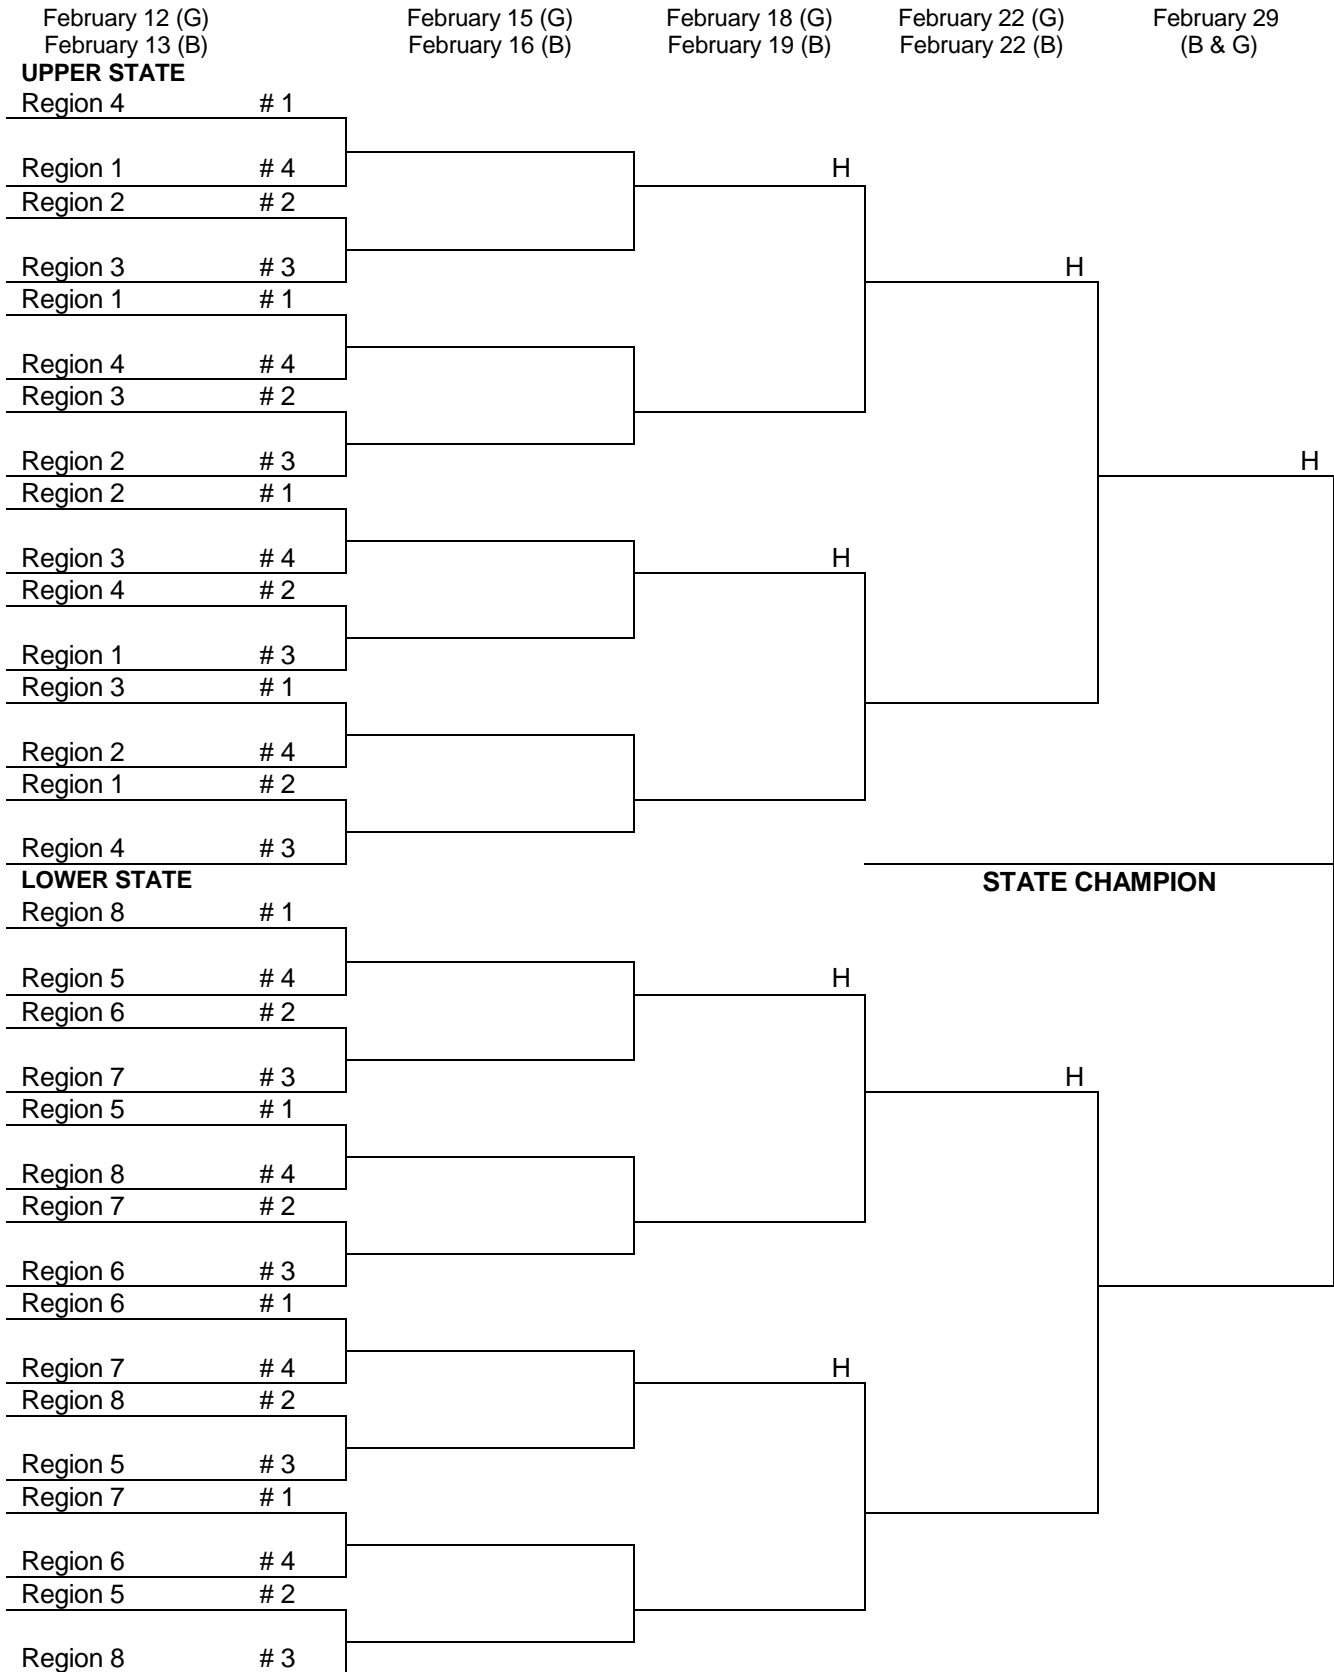 February 12 (G) February 15 (G) February 18 (G) February 22 (G) February 29
February 13 (B) February 16 (B) February 19 (B) February 22 (B) (B & G)
UPPER STATE
Region 4 # 1
Region 1 # 4 H
Region 2 # 2
Region 3 # 3 H
Region 1 # 1
Region 4 # 4
Region 3 # 2
Region 2 # 3 H
Region 2 # 1
Region 3 # 4 H
Region 4 # 2
Region 1 # 3
Region 3 # 1
Region 2 # 4
Region 1 # 2
Region 4 # 3
LOWER STATE STATE CHAMPION
Region 8 # 1
Region 5 # 4 H
Region 6 # 2
Region 7 # 3 H
Region 5 # 1
Region 8 # 4
Region 7 # 2
Region 6 # 3
Region 6 # 1
Region 7 # 4 H
Region 8 # 2
Region 5 # 3
Region 7 # 1
Region 6 # 4
Region 5 # 2
Region 8 # 3